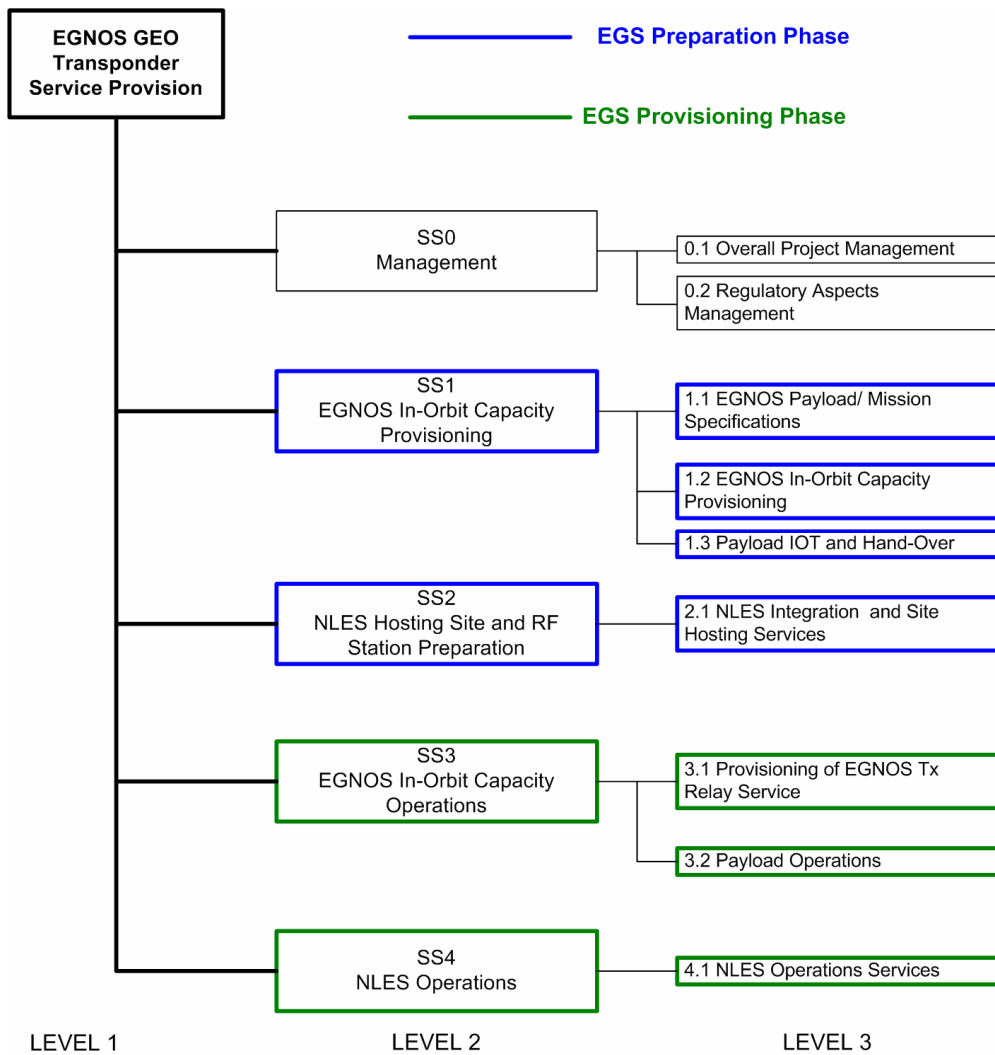 EGNOS GEO
Transponder
Service Provision
EGS Preparation Phase
EGS Provisioning Phase
SS0
Management
0.1 Overall Project Management
0.2 Regulatory Aspects
Management
SS1
EGNOS In-Orbit Capacity
Provisioning
1.1 EGNOS Payload/ Mission
Specifications
1.2 EGNOS In-Orbit Capacity
Provisioning
1.3 Payload IOT and Hand-Over
SS2
NLES Hosting Site and RF
Station Preparation
2.1 NLES Integration and Site
Hosting Services
SS3
EGNOS In-Orbit Capacity
Operations
3.1 Provisioning of EGNOS Tx
Relay Service
3.2 Payload Operations
SS4
NLES Operations
4.1 NLES Operations Services
LEVEL 1
LEVEL 2
LEVEL 3